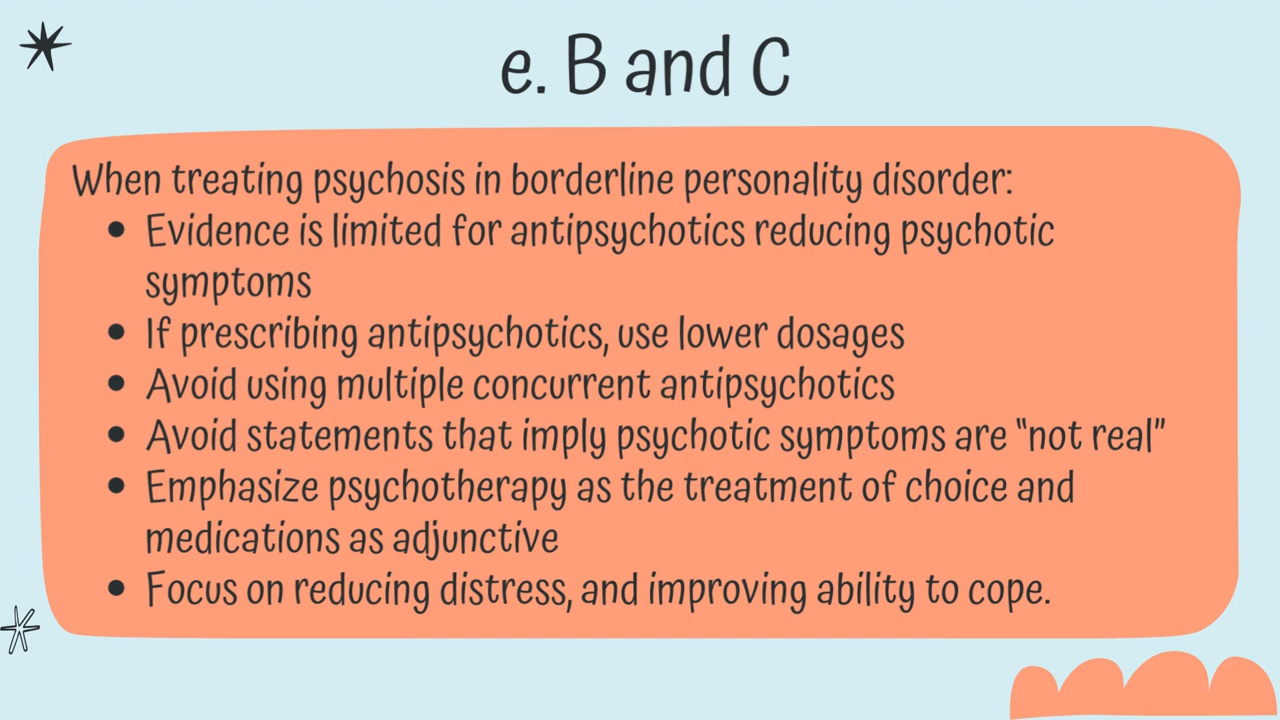 e. B and C
When treating psychosis in borderline personality disorder:
• Evidence is limited for antipsychotics reducing psychotic
symptoms
• If prescribing antipsychotics, use lower dosages
• Avoid using multiple concurrent antipsychotics
• Avoid statements that imply psychotic symptoms are “not real”
• Emphasize psychotherapy as the treatment of choice and
medications as adjunctive
• Focus on reducing distress, and improving ability to cope.